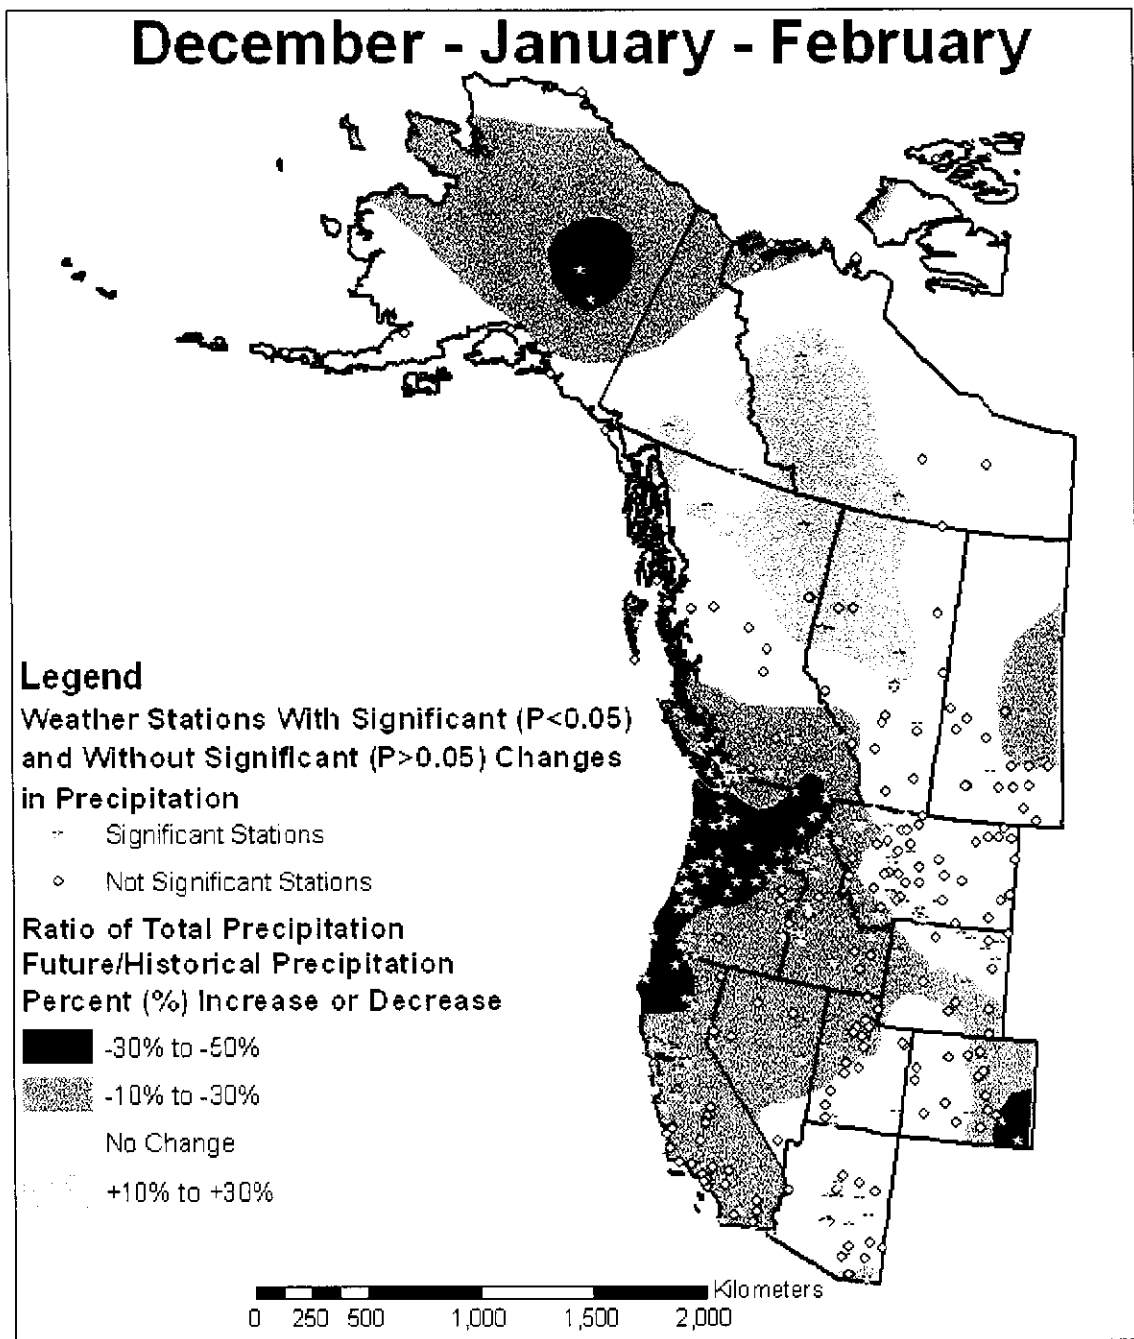 December - January - February
Legend
Weather Stations With Significant (P<0.05)
and Without Significant (P>0.05) Changes
in Precipitation
Significant Stations
Not Significant Stations
Ratio of Total Precipitation
Future/Historical Precipitation
Percent (%) Increase or Decrease
-30% to -50%
-10% to -30%
No Change
+10% to +30%
Kilometers
0 250 500 1,000 1,500 2,000